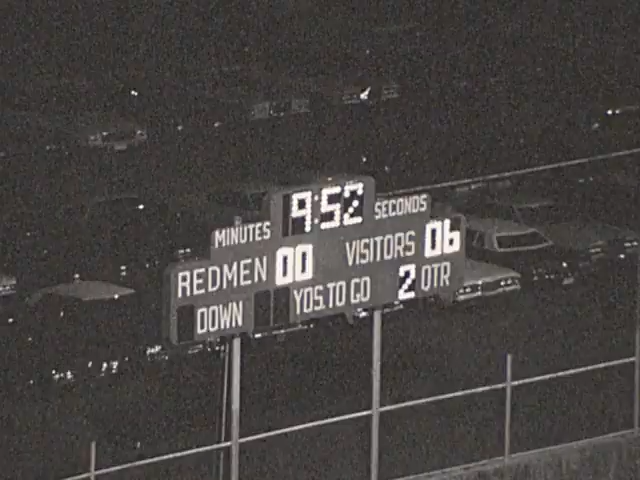 9:52
MINUTES SECONDS
REDMEN 00 VISITORS 06
DOWN YDS.TO GO 2 QTR